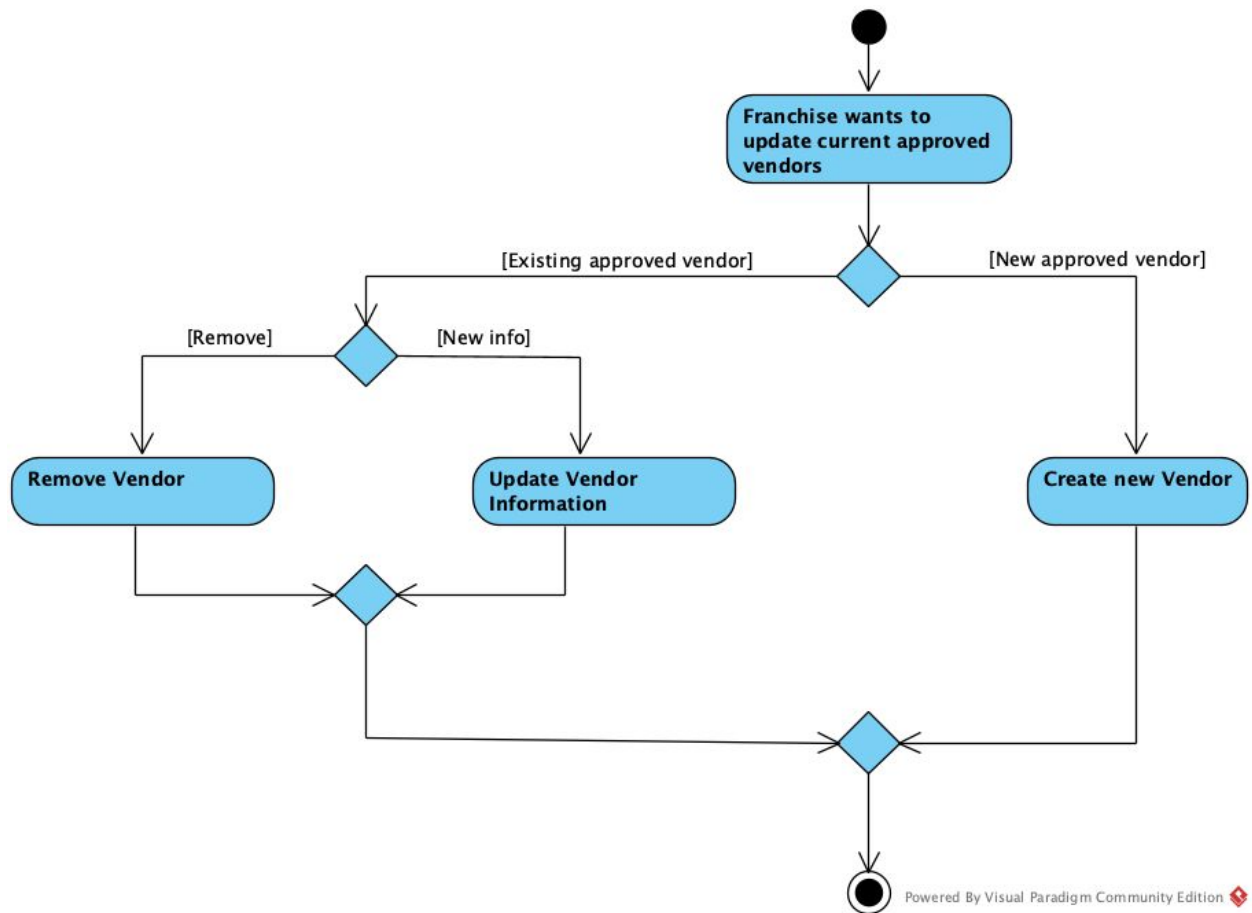 Franchise wants to
update current approved
vendors
[Existing approved vendor]
[New approved vendor]
[Remove]
[New info]
Remove Vendor
Update Vendor
Information
Create new Vendor
Powered By Visual Paradigm Community Edition